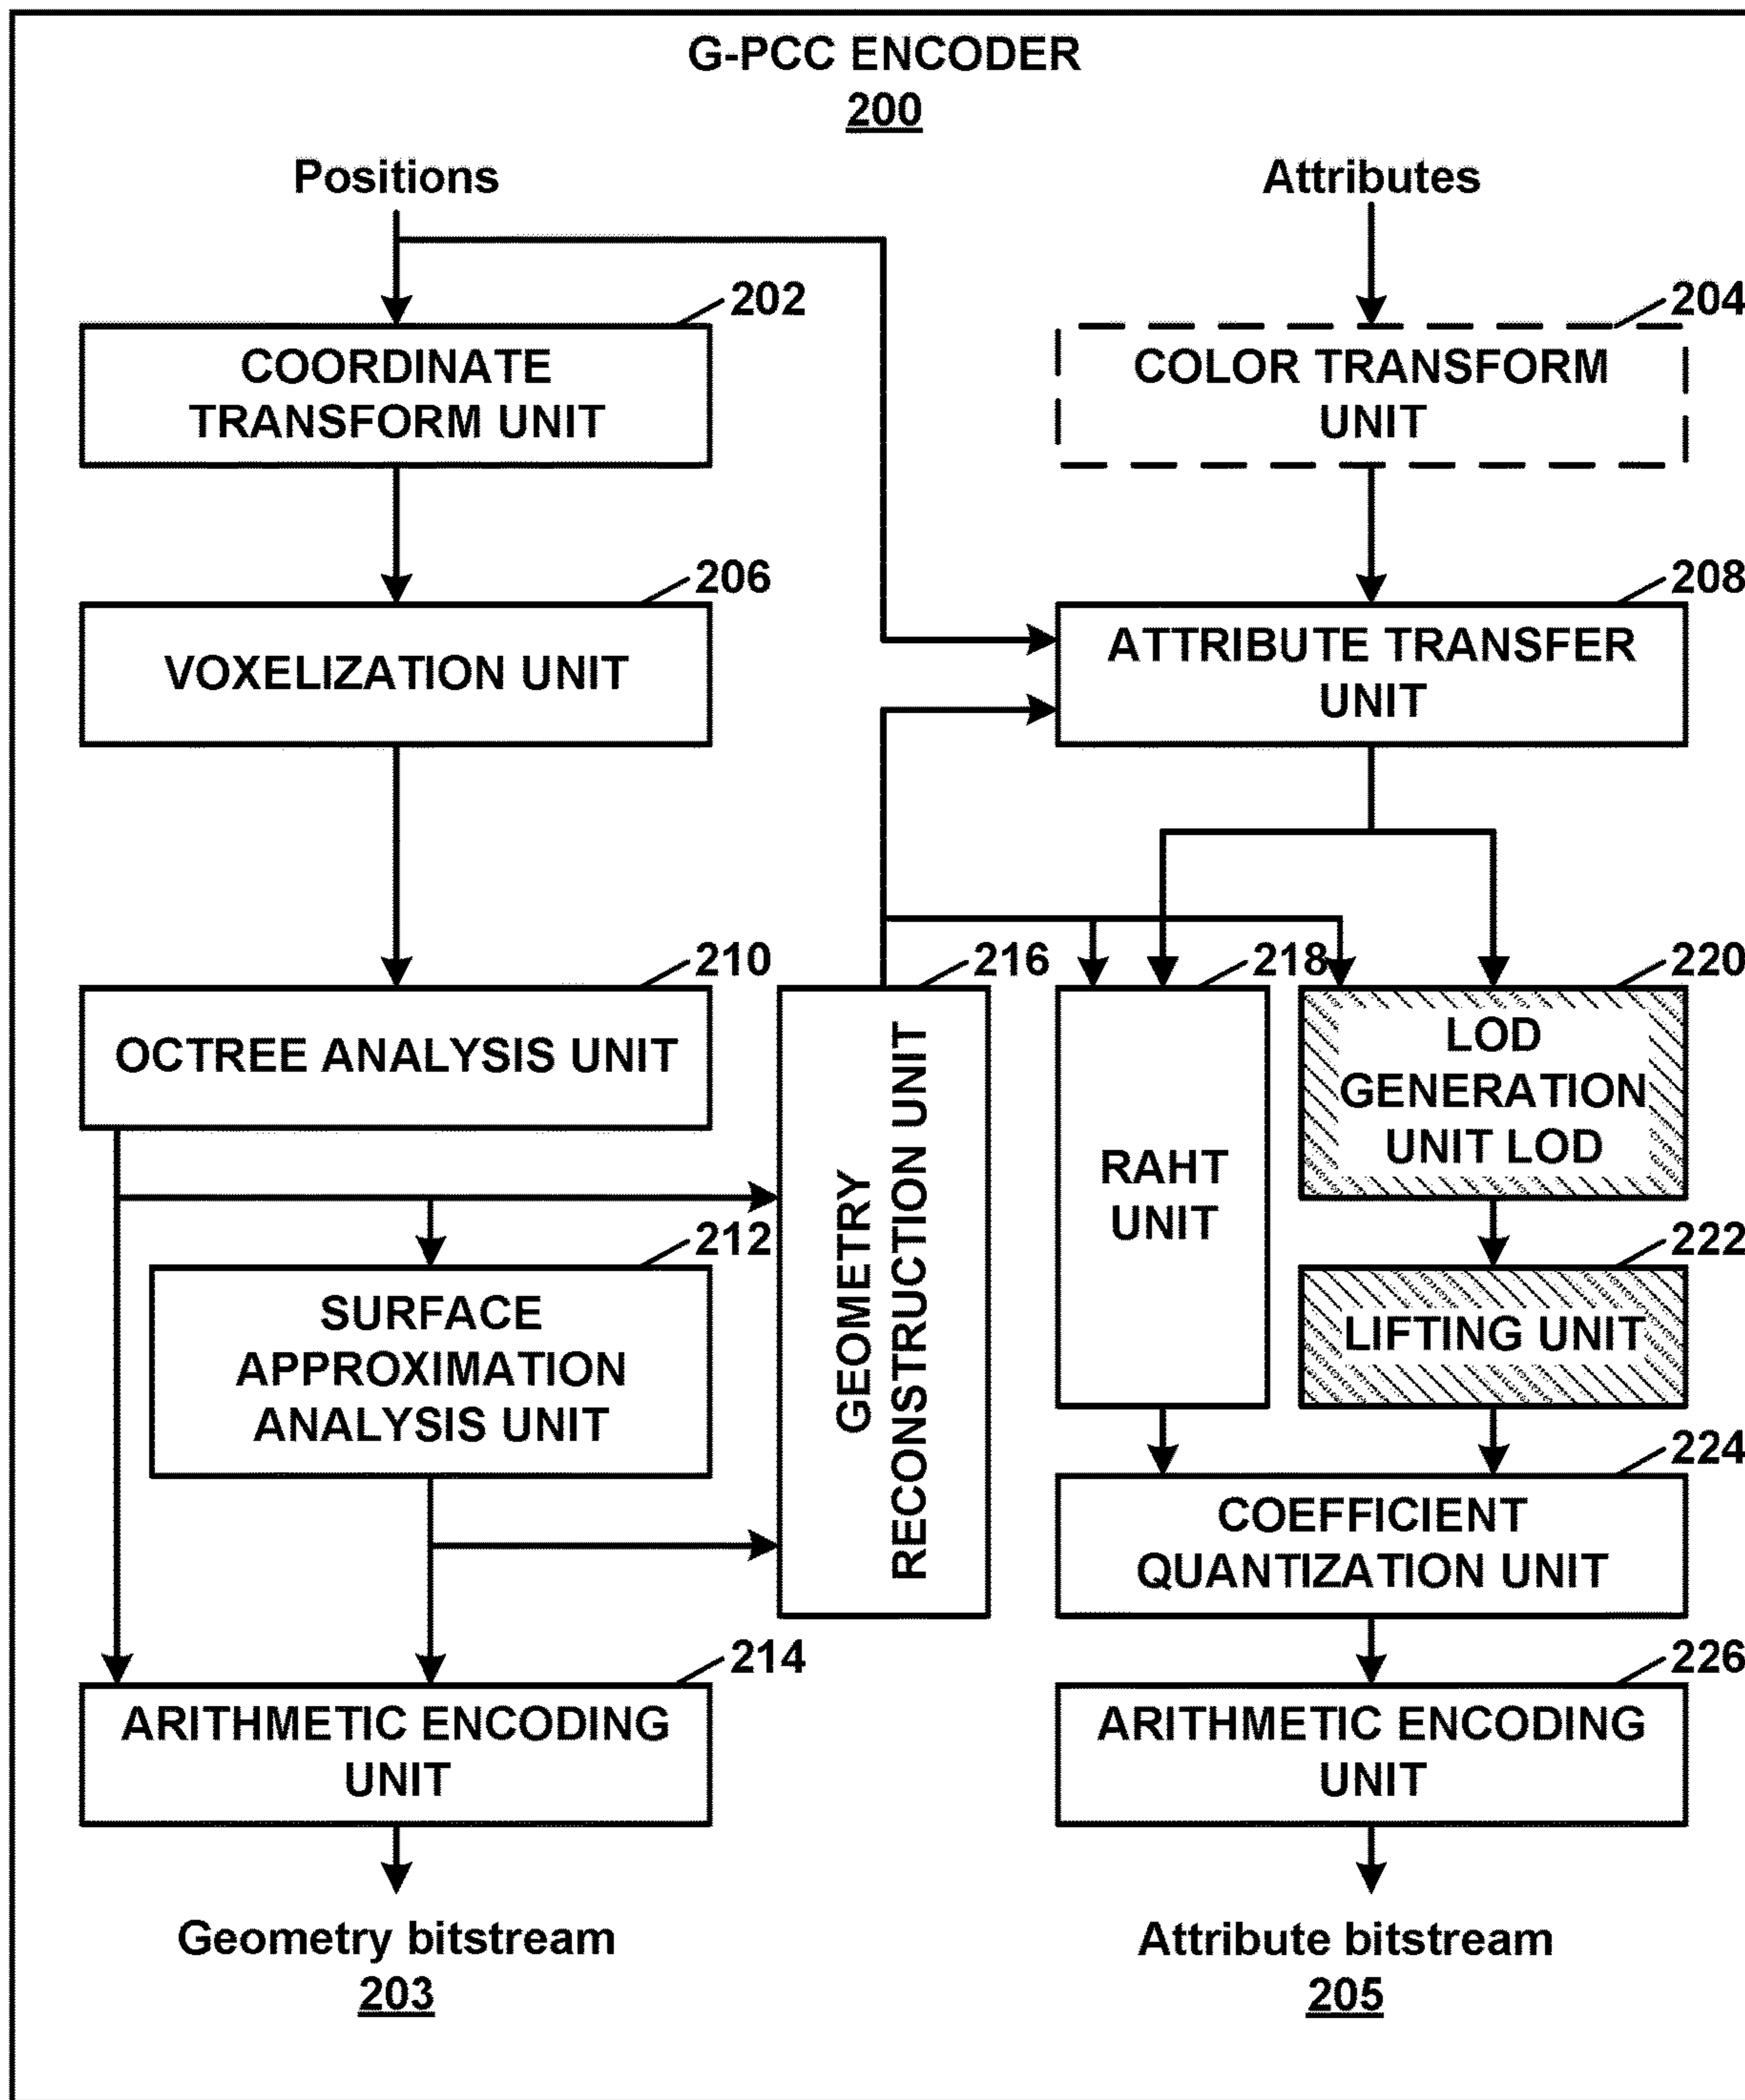 G-PCC ENCODER
200
Positions
Attributes
202
204
COORDINATE
TRANSFORM UNIT
COLOR TRANSFORM
UNIT
206
208
VOXELIZATION UNIT
ATTRIBUTE TRANSFER
UNIT
210
216
218
220
OCTREE ANALYSIS UNIT
GEOMETRY
RECONSTRUCTION UNIT
RAHT
UNIT
LOD
GENERATION
UNIT LOD
212
222
SURFACE
APPROXIMATION
ANALYSIS UNIT
LIFTING UNIT
224
COEFFICIENT
QUANTIZATION UNIT
214
226
ARITHMETIC ENCODING
UNIT
ARITHMETIC ENCODING
UNIT
Geometry bitstream
203
Attribute bitstream
205